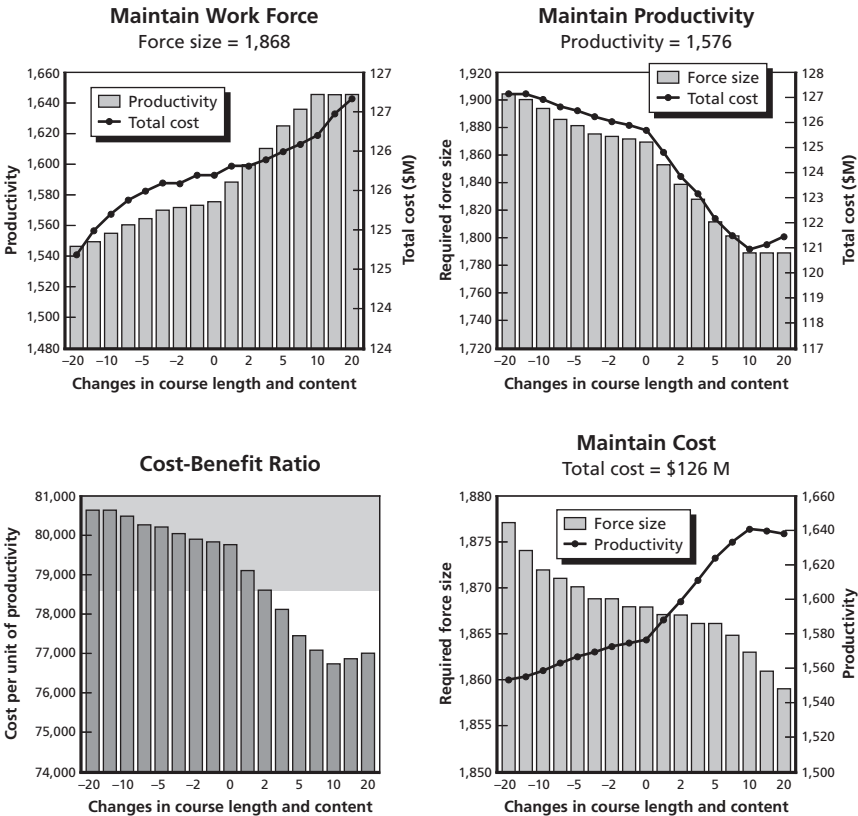 Maintain Work Force
Force size = 1,868
Productivity
Total cost
1,660
1,640
1,620
1,600
1,580
1,560
1,540
1,520
1,500
1,480
Productivity
127
127
126
126
125
125
124
124
Total cost ($M)
–20 –10 –5 –2 0 2 5 10 20
Changes in course length and content
Maintain Productivity
Productivity = 1,576
Force size
Total cost
1,920
1,900
1,880
1,860
1,840
1,820
1,800
1,780
1,760
1,740
1,720
Required force size
128
127
126
125
124
123
122
121
120
119
118
117
Total cost ($M)
–20 –10 –5 –2 0 2 5 10 20
Changes in course length and content
Cost-Benefit Ratio
81,000
80,000
79,000
78,000
77,000
76,000
75,000
74,000
Cost per unit of productivity
–20 –10 –5 –2 0 2 5 10 20
Changes in course length and content
Maintain Cost
Total cost = $126 M
Force size
Productivity
1,880
1,875
1,870
1,865
1,860
1,855
1,850
Required force size
1,660
1,640
1,620
1,600
1,580
1,560
1,540
1,520
1,500
Productivity
–20 –10 –5 –2 0 2 5 10 20
Changes in course length and content